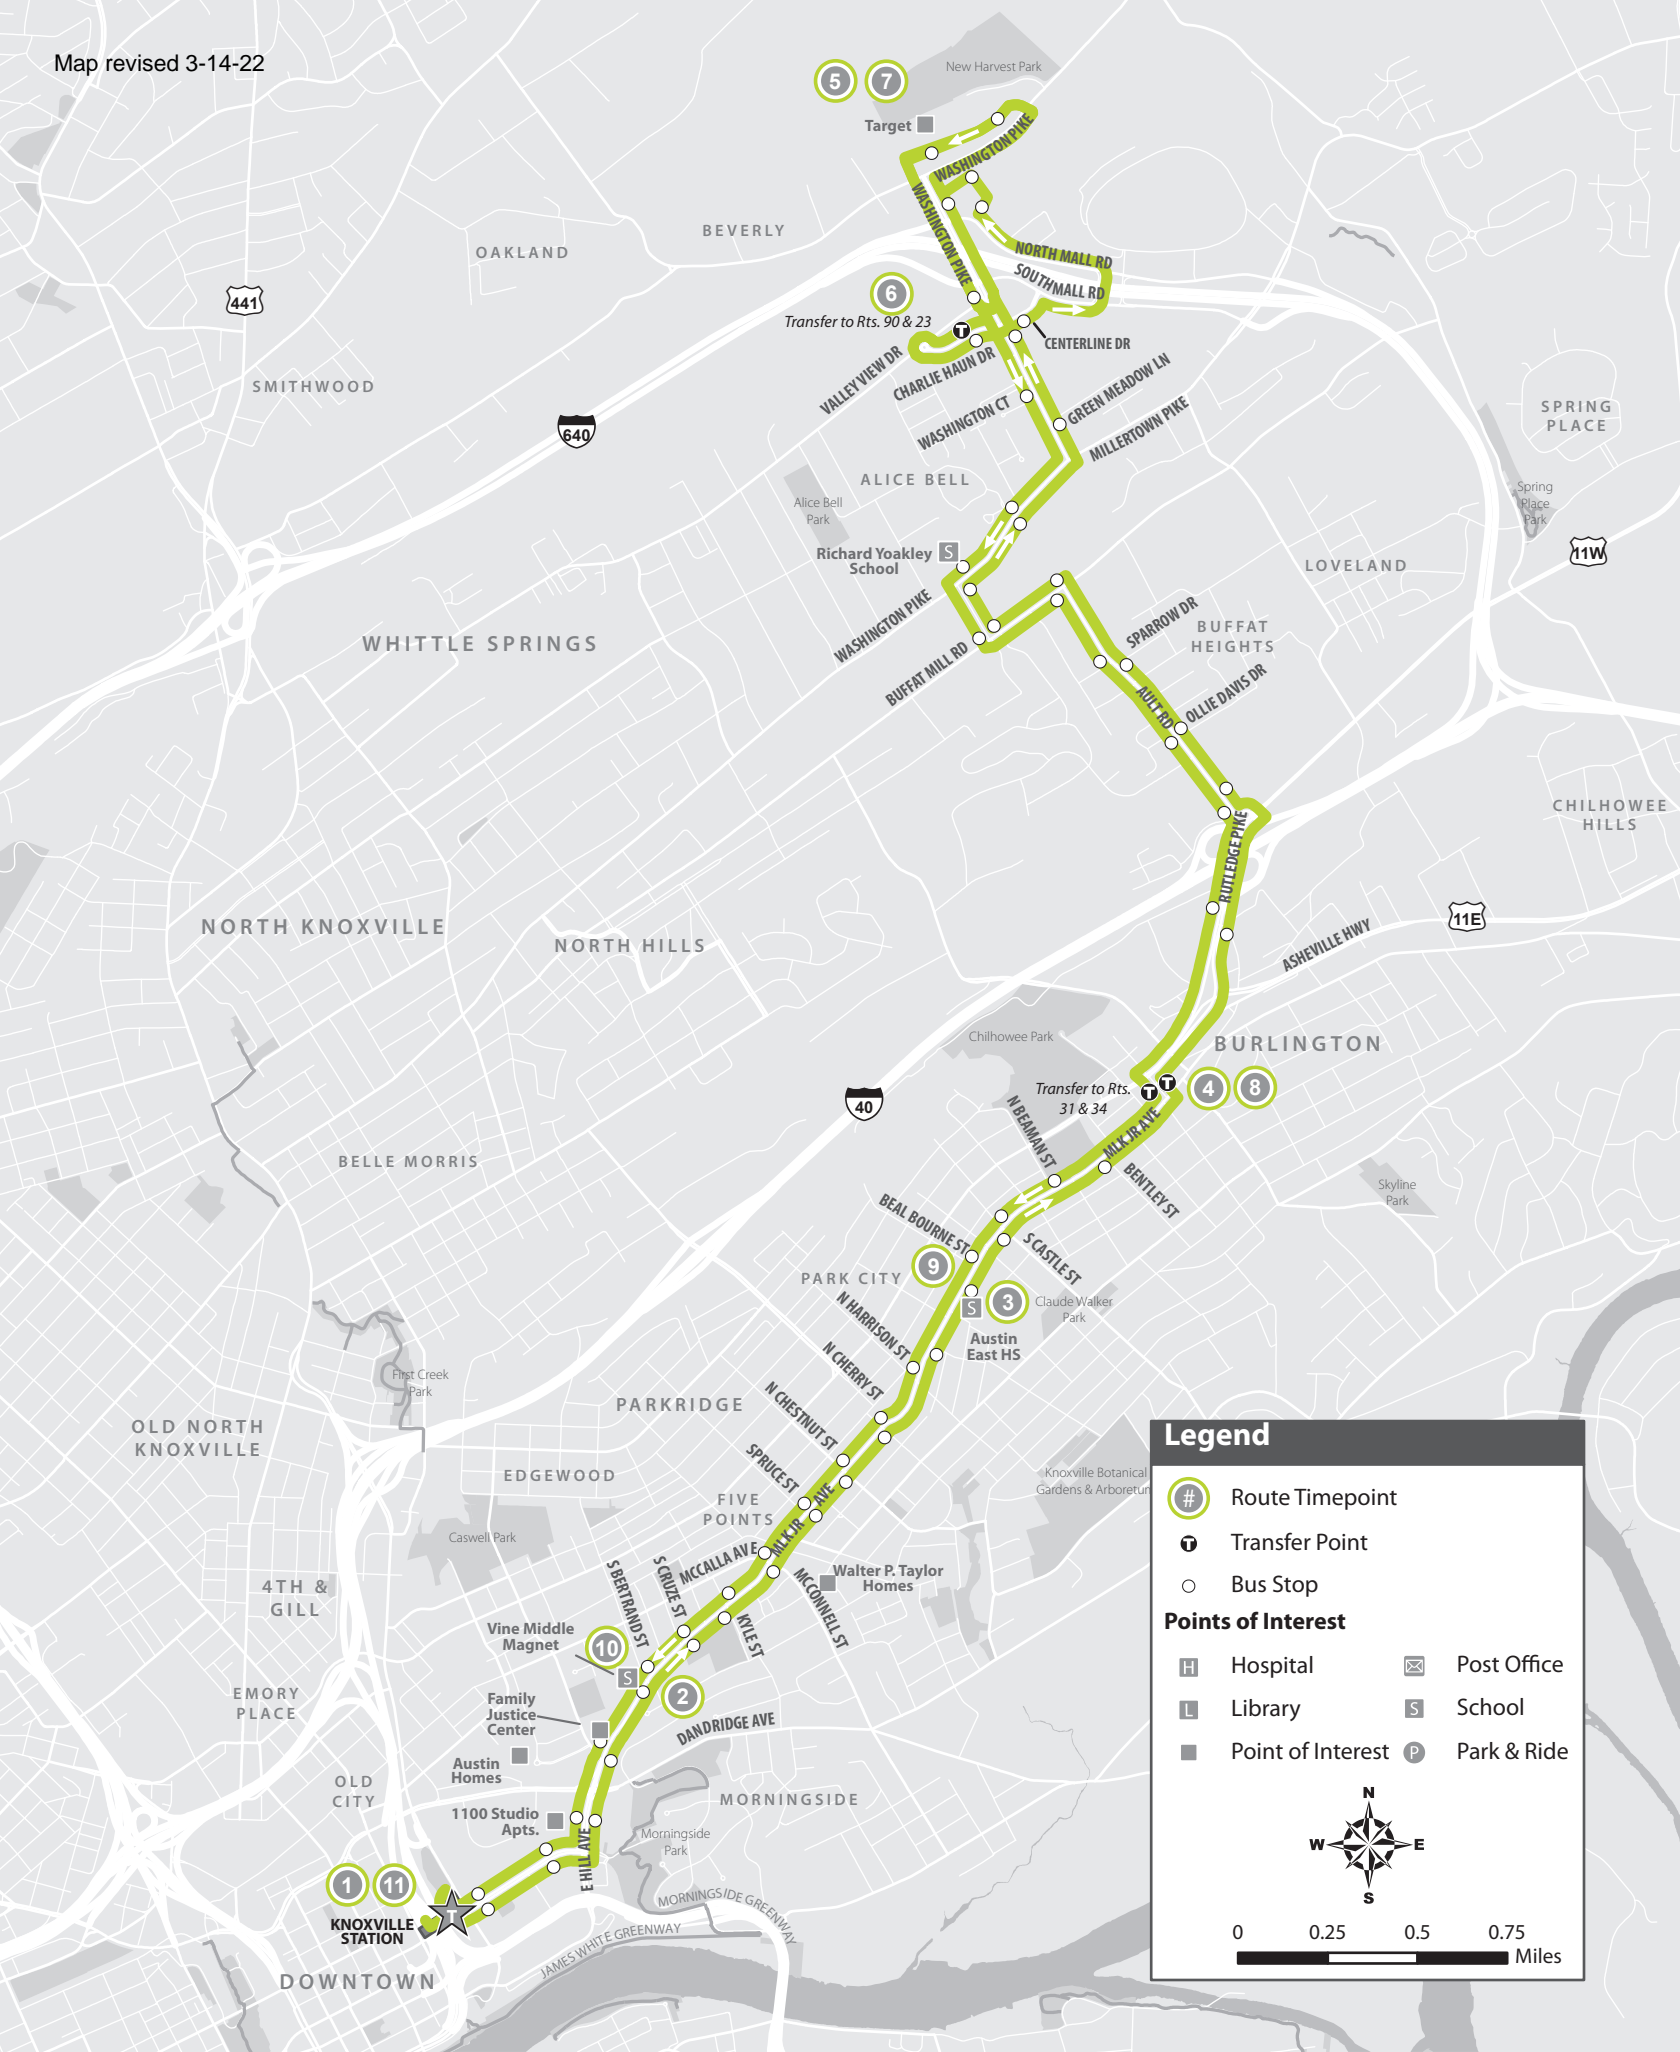 Map revised 3-14-22
New Harvest Park
5
7
Target
WASHINGTON PIKE
WASHINGTON PIKE
BEVERLY
OAKLAND
NORTH MALL RD
SOUTH MALL RD
441
6
Transfer to Rts. 90 & 23
T
CENTERLINE DR
VALLEY VIEW DR
CHARLIE HAUN DR
SMITHWOOD
GREEN MEADOW LN
WASHINGTON CT
MILLERTOWN PIKE
SPRING
PLACE
640
ALICE BELL
Alice Bell
Park
Spring
Place
Park
11W
Richard Yoakley
School
S
LOVELAND
WASHINGTON PIKE
SPARROW DR
BUFFAT
HEIGHTS
WHITTLE SPRINGS
BUFFAT MILL RD
AULT RD
OLLIE DAVIS DR
CHILHOWEE
HILLS
RUTLEDGE PIKE
11E
NORTH KNOXVILLE
NORTH HILLS
ASHEVILLE HWY
Chilhowee Park
BURLINGTON
Transfer to Rts.
31 & 34
T
T
4
8
40
N BEAMAN ST
MLK JR AVE
BELLE MORRIS
BENTLEY ST
Skyline
Park
BEAL BOURNE ST
S CASTLE ST
9
PARK CITY
S
3
Claude Walker
Park
N HARRISON ST
Austin
East HS
N CHERRY ST
First Creek
Park
N CHESTNUT ST
PARKRIDGE
OLD NORTH
KNOXVILLE
SPRUCE ST
EDGEWOOD
Knoxville Botanical
Gardens & Arboretum
FIVE
POINTS
MLK JR AVE
Caswell Park
MCCALLA AVE
S CRUZE ST
S BERTRAND ST
MCCONNELL ST
Walter P. Taylor
Homes
4TH &
GILL
KYLE ST
Vine Middle
Magnet
10
S
2
EMORY
PLACE
Family
Justice
Center
DANDRIDGE AVE
Austin
Homes
OLD
CITY
MORNINGSIDE
1100 Studio
Apts.
Morningside
Park
E HILL AVE
1
11
T
KNOXVILLE
STATION
MORNINGSIDE GREENWAY
JAMES WHITE GREENWAY
DOWNTOWN
Legend
# Route Timepoint
T Transfer Point
Bus Stop
Points of Interest
H Hospital
Post Office
L Library
S School
Point of Interest
P Park & Ride
N
W
E
S
0 0.25 0.5 0.75
Miles